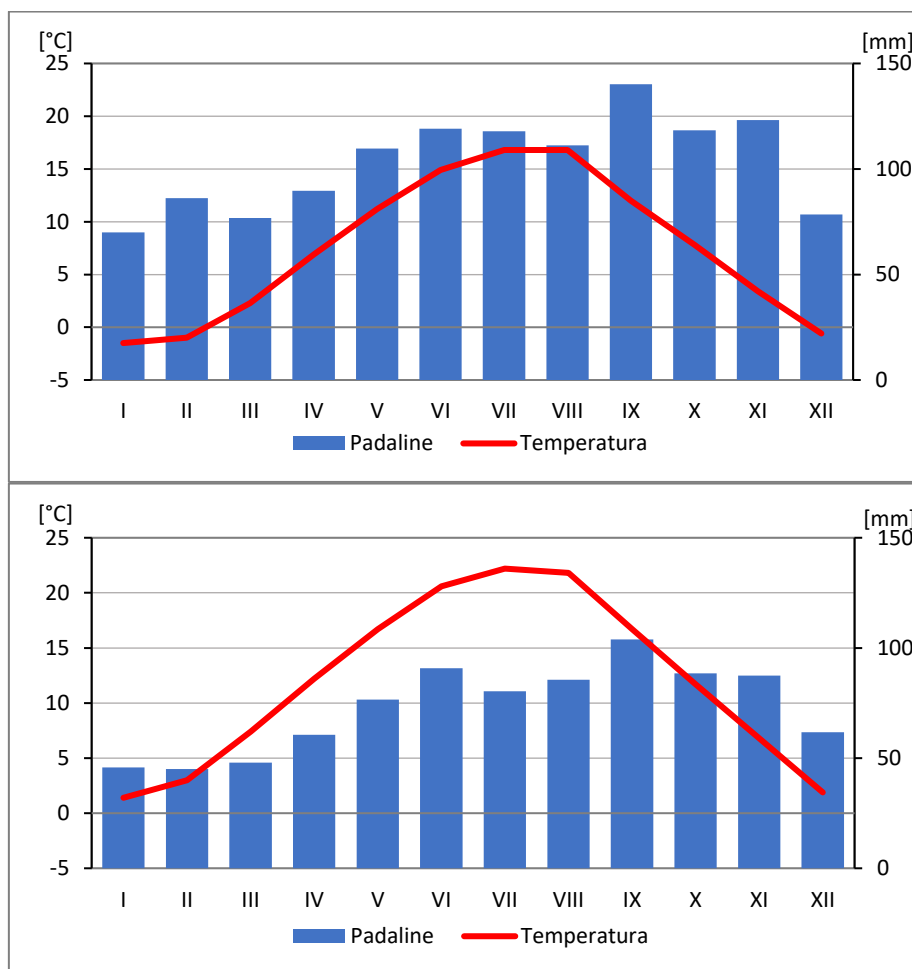 [°C] [mm]
25 150
20
15 100
10
5 50
0
-5 0
I II III IV V VI VII VIII IX X XI XII
Padaline Temperatura
[°C] [mm]
25 150
20
15 100
10
5 50
0
-5 0
I II III IV V VI VII VIII IX X XI XII
Padaline Temperatura